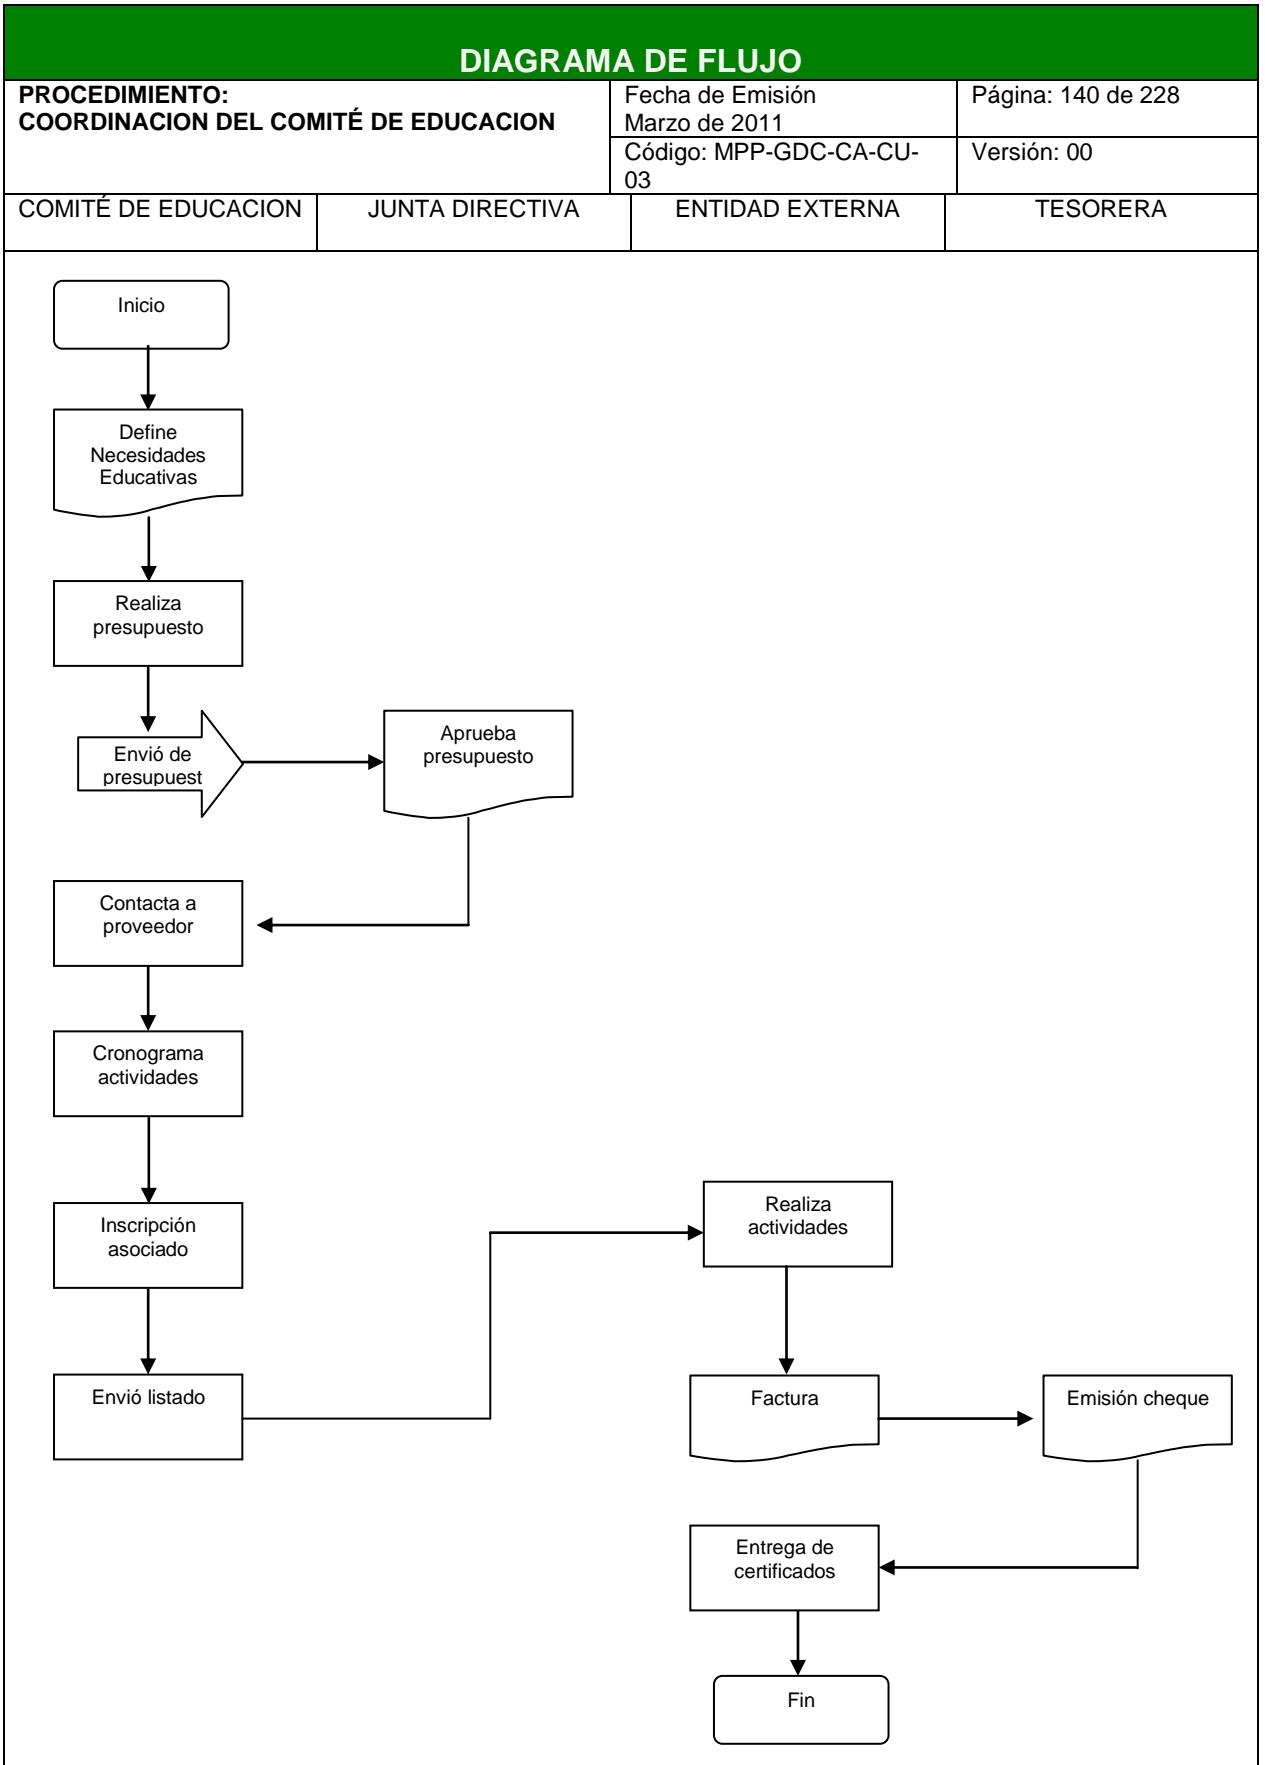 DIAGRAMA DE FLUJO
PROCEDIMIENTO:
COORDINACION DEL COMITÉ DE EDUCACION
Fecha de Emisión
Marzo de 2011
Página: 140 de 228
Código: MPP-GDC-CA-CU-
03
Versión: 00
COMITÉ DE EDUCACION
JUNTA DIRECTIVA
ENTIDAD EXTERNA
TESORERA
Inicio
Define
Necesidades
Educativas
Realiza
presupuesto
Envió de
presupuest
Aprueba
presupuesto
Contacta a
proveedor
Cronograma
actividades
Inscripción
asociado
Envió listado
Realiza
actividades
Factura
Emisión cheque
Entrega de
certificados
Fin